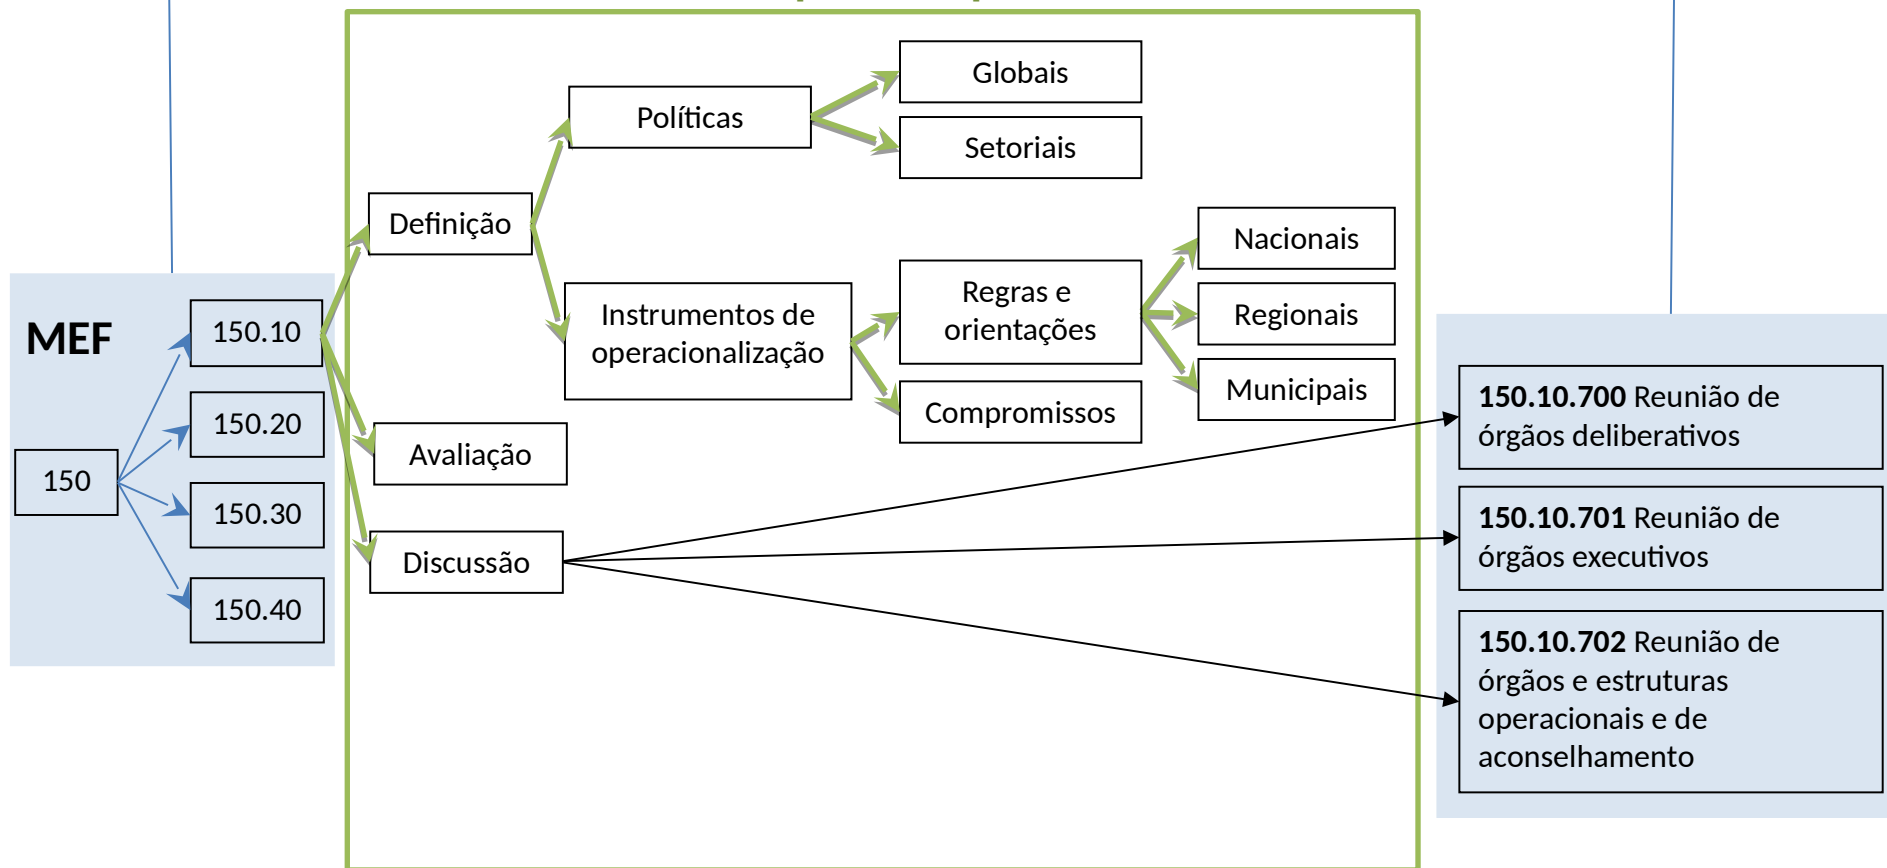 MEF
150
150.10
150.20
150.30
150.40
Definição
Avaliação
Discussão
Políticas
Instrumentos de
operacionalização
Globais
Setoriais
Regras e
orientações
Compromissos
Nacionais
Regionais
Municipais
150.10.700 Reunião de
órgãos deliberativos
150.10.701 Reunião de
órgãos executivos
150.10.702 Reunião de
órgãos e estruturas
operacionais e de
aconselhamento